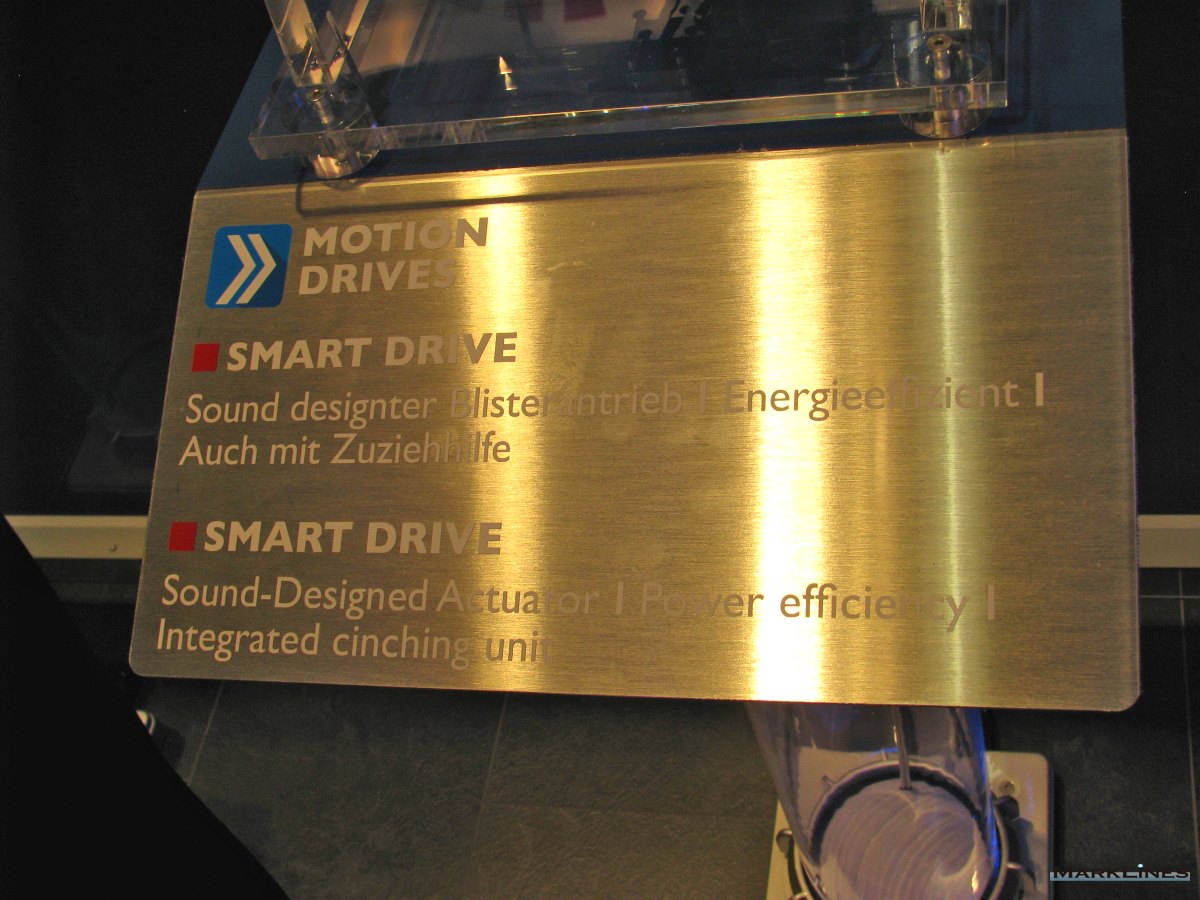 MOTION
DRIVES
SMART DRIVE
Sound designter Blisterantrieb I Energieeffizient I
Auch mit Zuziehhilfe
SMART DRIVE
Sound-Designed Actuator I Power efficiency I
Integrated cinching unit
MARKLINES